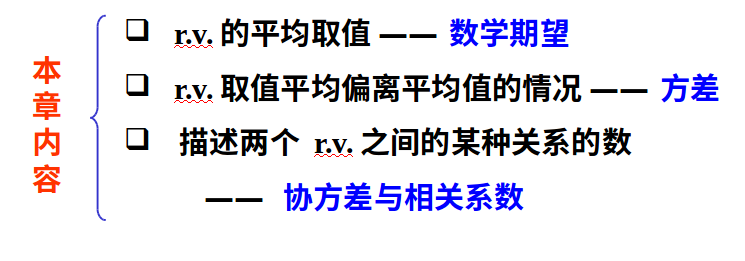 本章内容
❑ r.v. 的平均取值 —— 数学期望
❑ r.v. 取值平均偏离平均值的情况 —— 方差
❑ 描述两个 r.v. 之间的某种关系的数
—— 协方差与相关系数